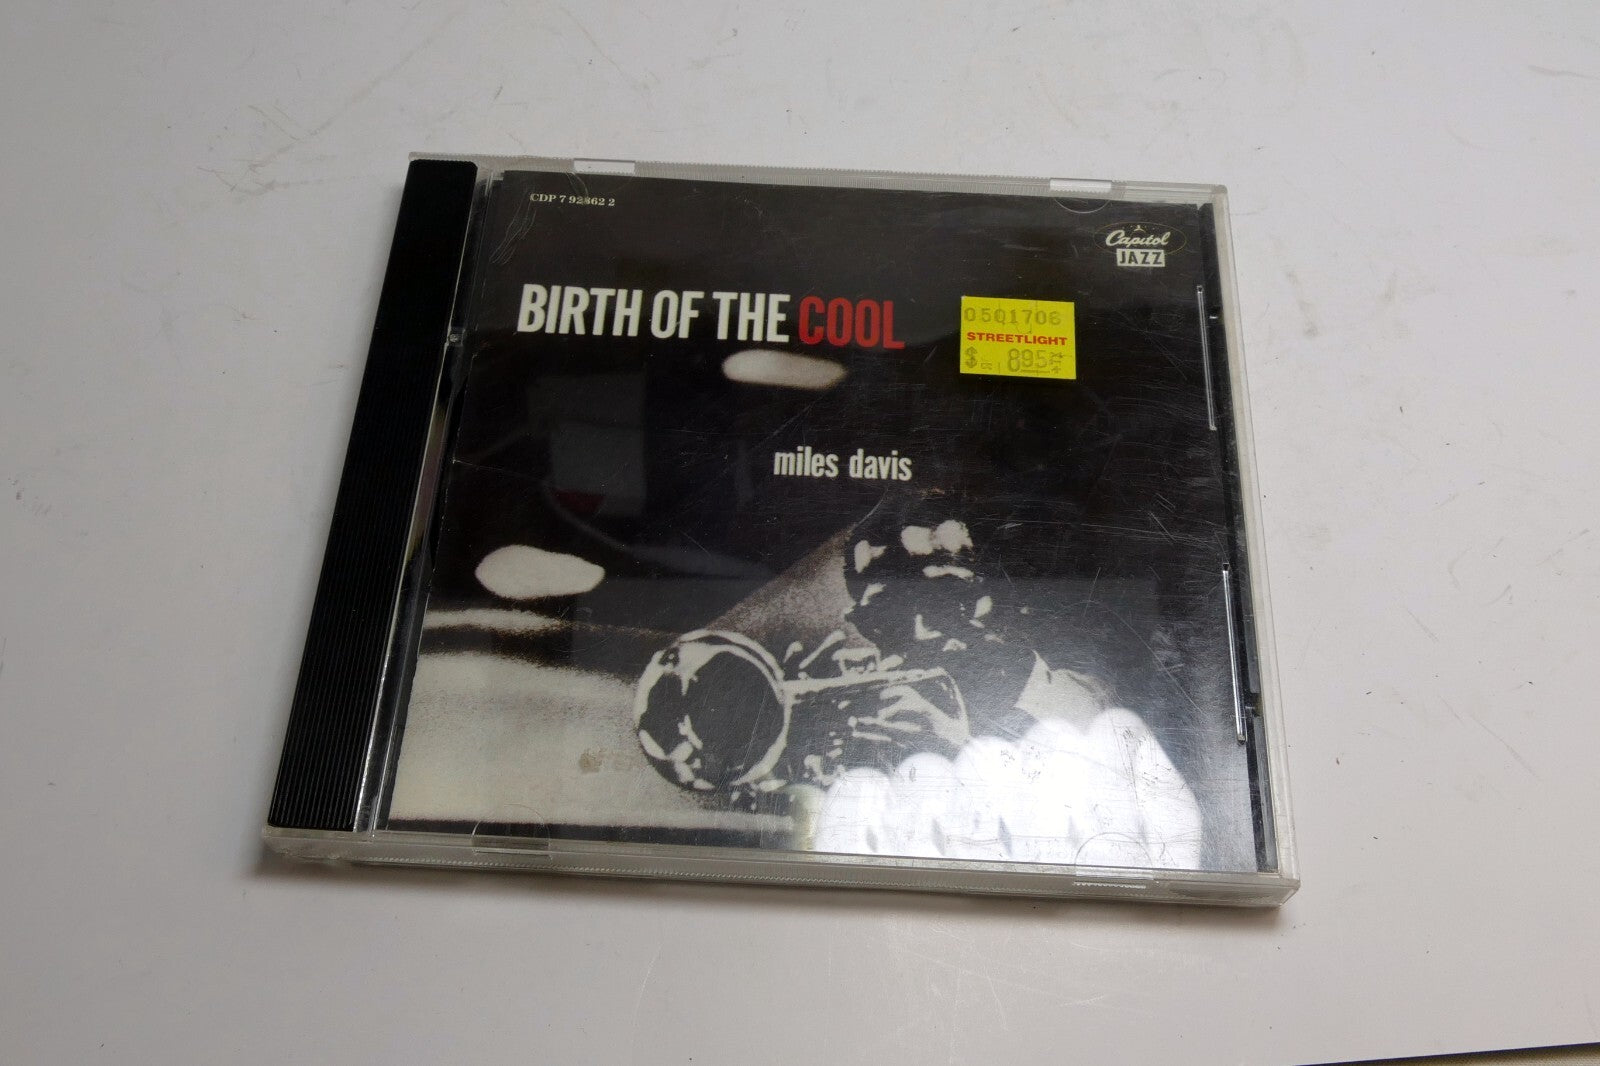 CDP 7 92862 2
Capitol
JAZZ
BIRTH OF THE COOL
0501706
STREETLIGHT
$ 895
miles davis